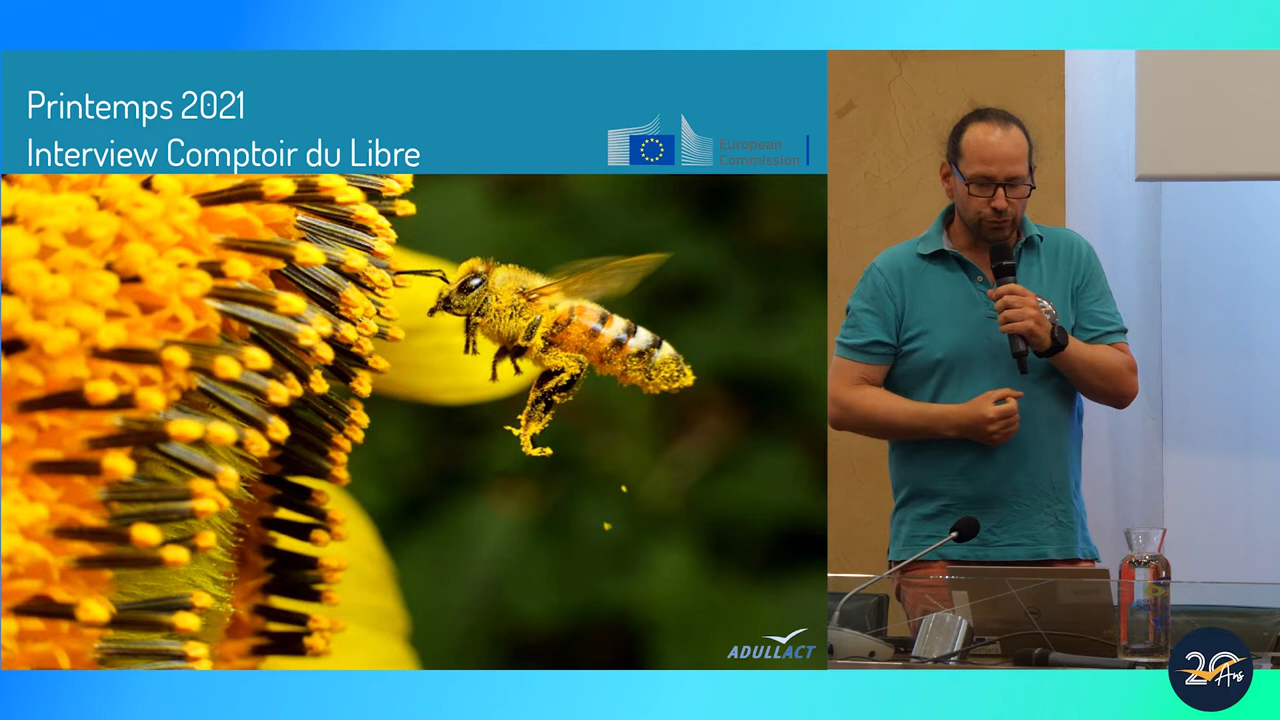 Printemps 2021
Interview Comptoir du Libre
European
Commission
ADULLACT
20
Ans